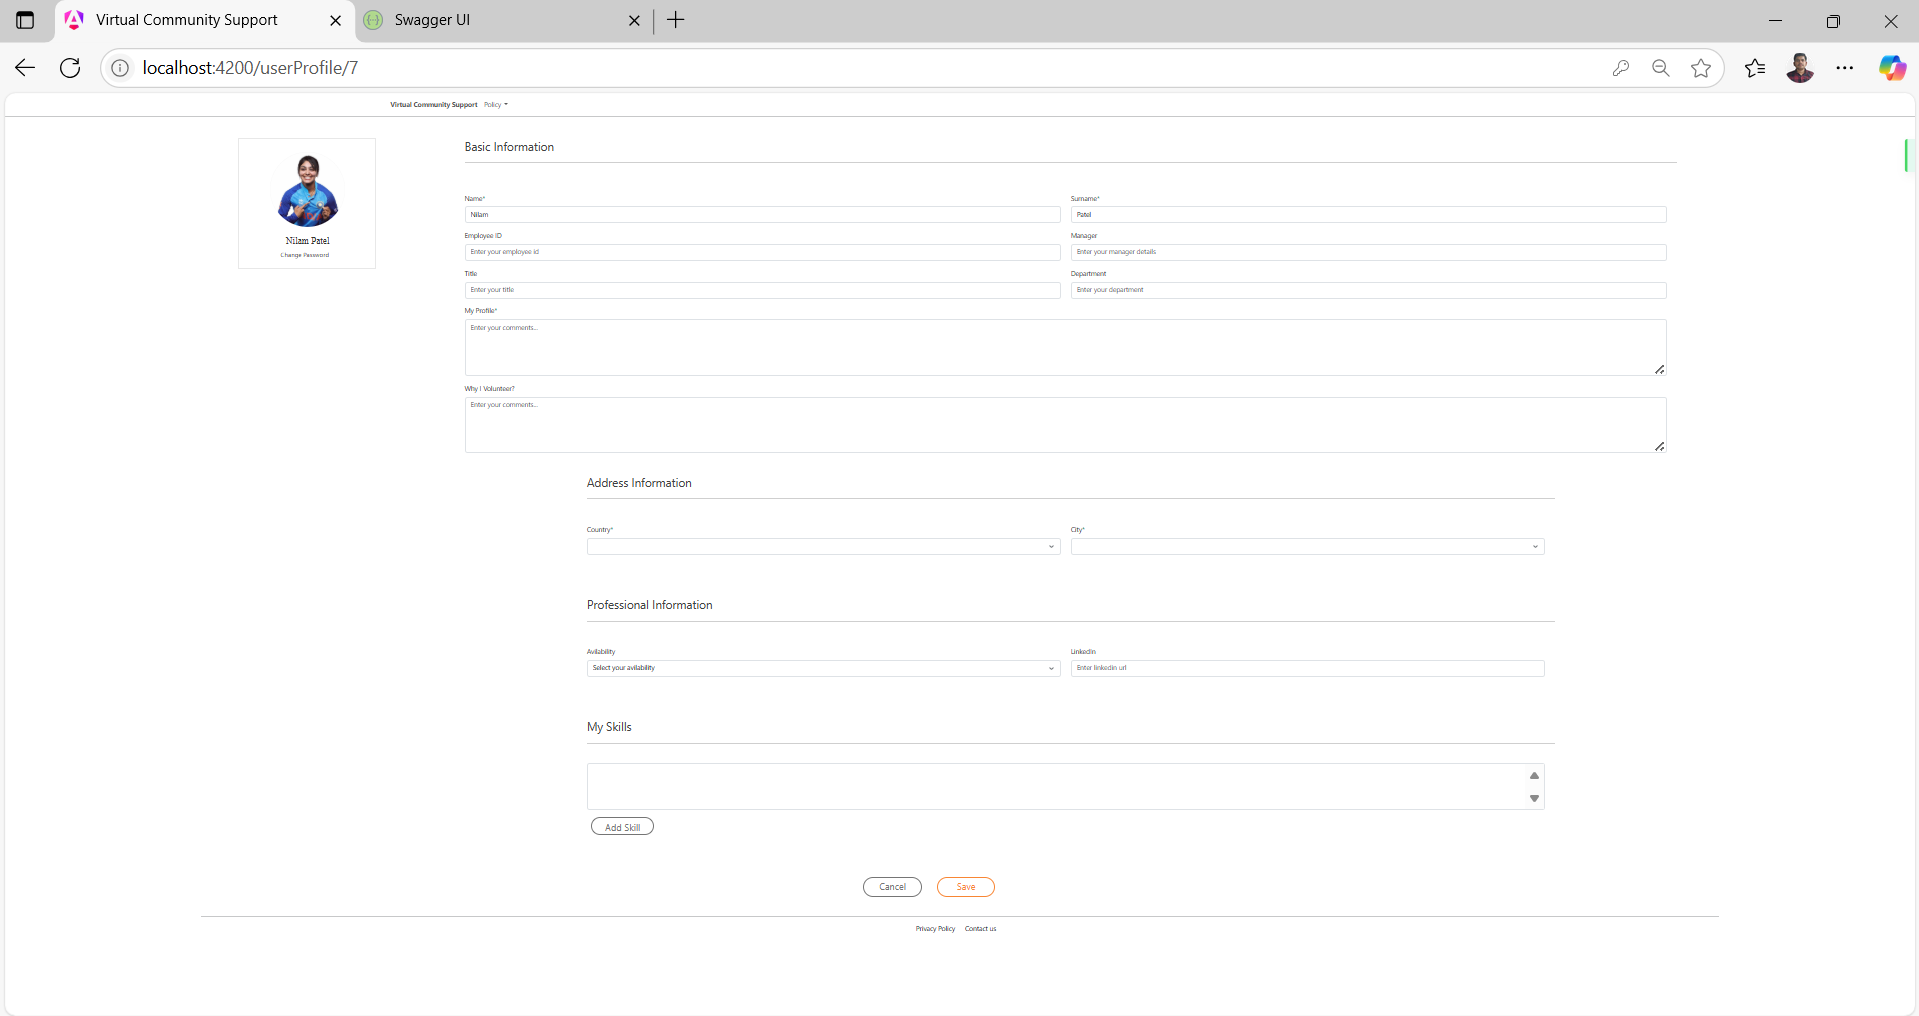 Virtual Community Support
Swagger UI
localhost:4200/userProfile/7
Virtual Community Support Policy
Nilam Patel
Change Password
Basic Information
Name* Surname*
Nilam Patel
Employee ID Manager
Enter your employee id Enter your manager details
Title Department
Enter your title Enter your department
My Profile*
Enter your comments...
Why I Volunteer?
Enter your comments...
Address Information
Country* City*
Professional Information
Avilability LinkedIn
Select your avilability Enter linkedin url
My Skills
Add Skill
Cancel Save
Privacy Policy Contact us